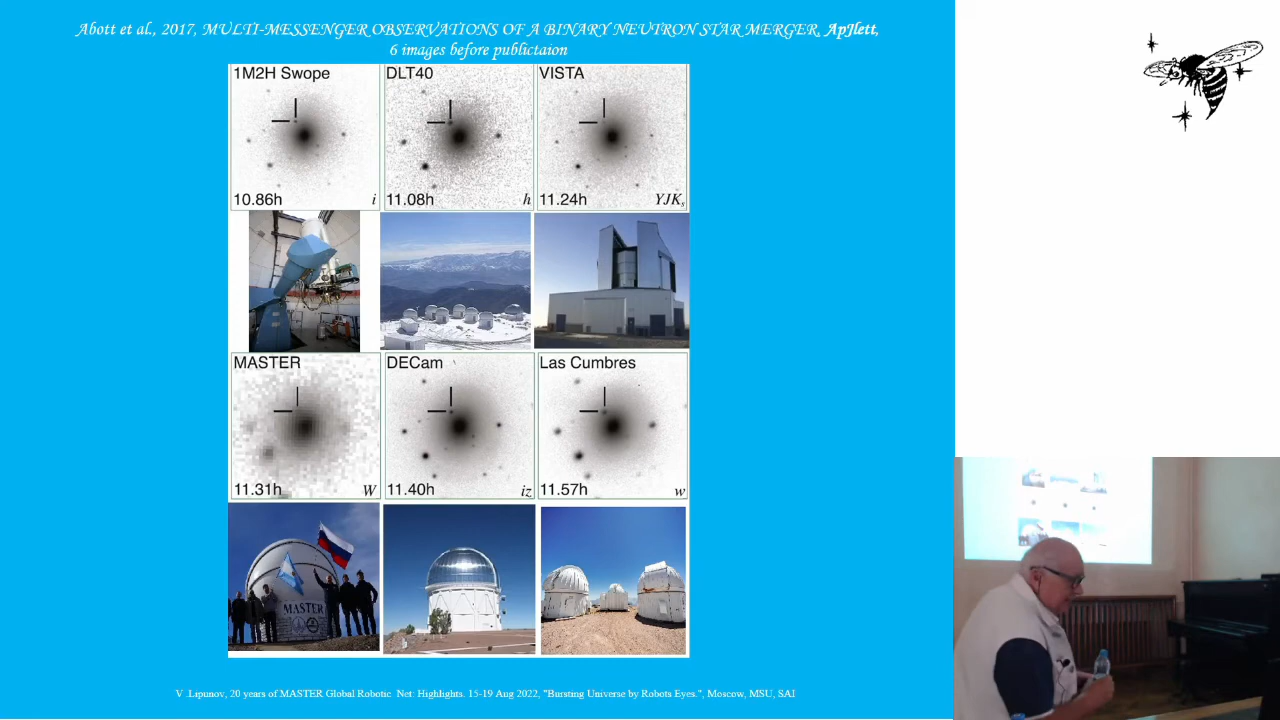 Abott et al., 2017, MULTI-MESSENGER OBSERVATIONS OF A BINARY NEUTRON STAR MERGER, ApJlett,
6 images before publictaion
1M2H Swope
DLT40
VISTA
10.86h
i
11.08h
h
11.24h
YJKs
MASTER
DECam
Las Cumbres
11.31h
W
11.40h
iz
11.57h
w
MASTER
V .Lipunov, 20 years of MASTER Global Robotic Net: Highlights. 15-19 Aug 2022, "Bursting Universe by Robots Eyes.", Moscow, MSU, SAI